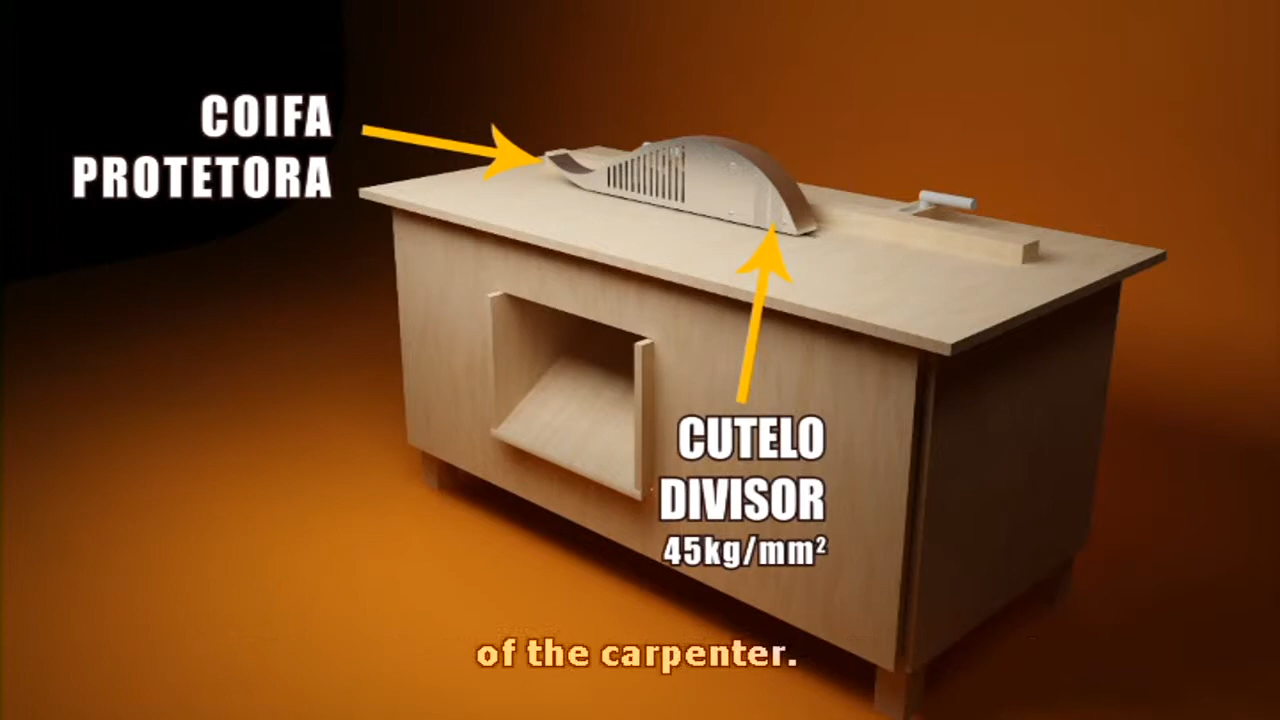 COIFA
PROTETORA
CUTELO
DIVISOR
45kg/mm²
of the carpenter.